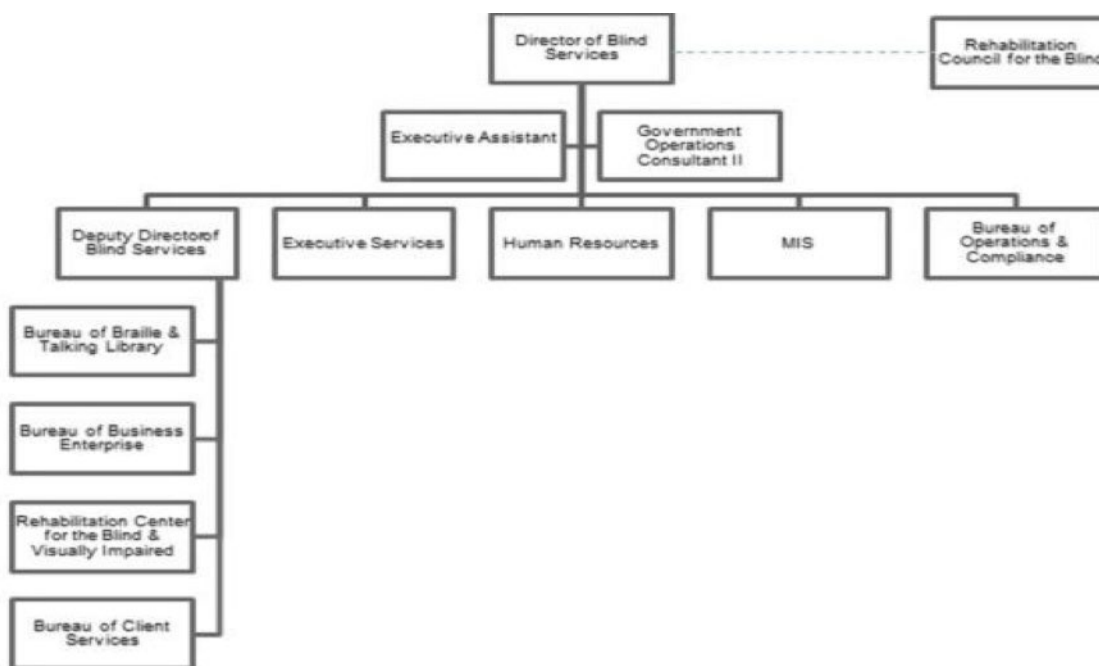 Director of Blind
Services
Rehabilitation
Council for the Blind
Executive Assistant
Government
Operations
Consultant II
Deputy Director of
Blind Services
Executive Services
Human Resources
MIS
Bureau of
Operations &
Compliance
Bureau of Braille &
Talking Library
Bureau of Business
Enterprise
Rehabilitation Center
for the Blind &
Visually Impaired
Bureau of Client
Services